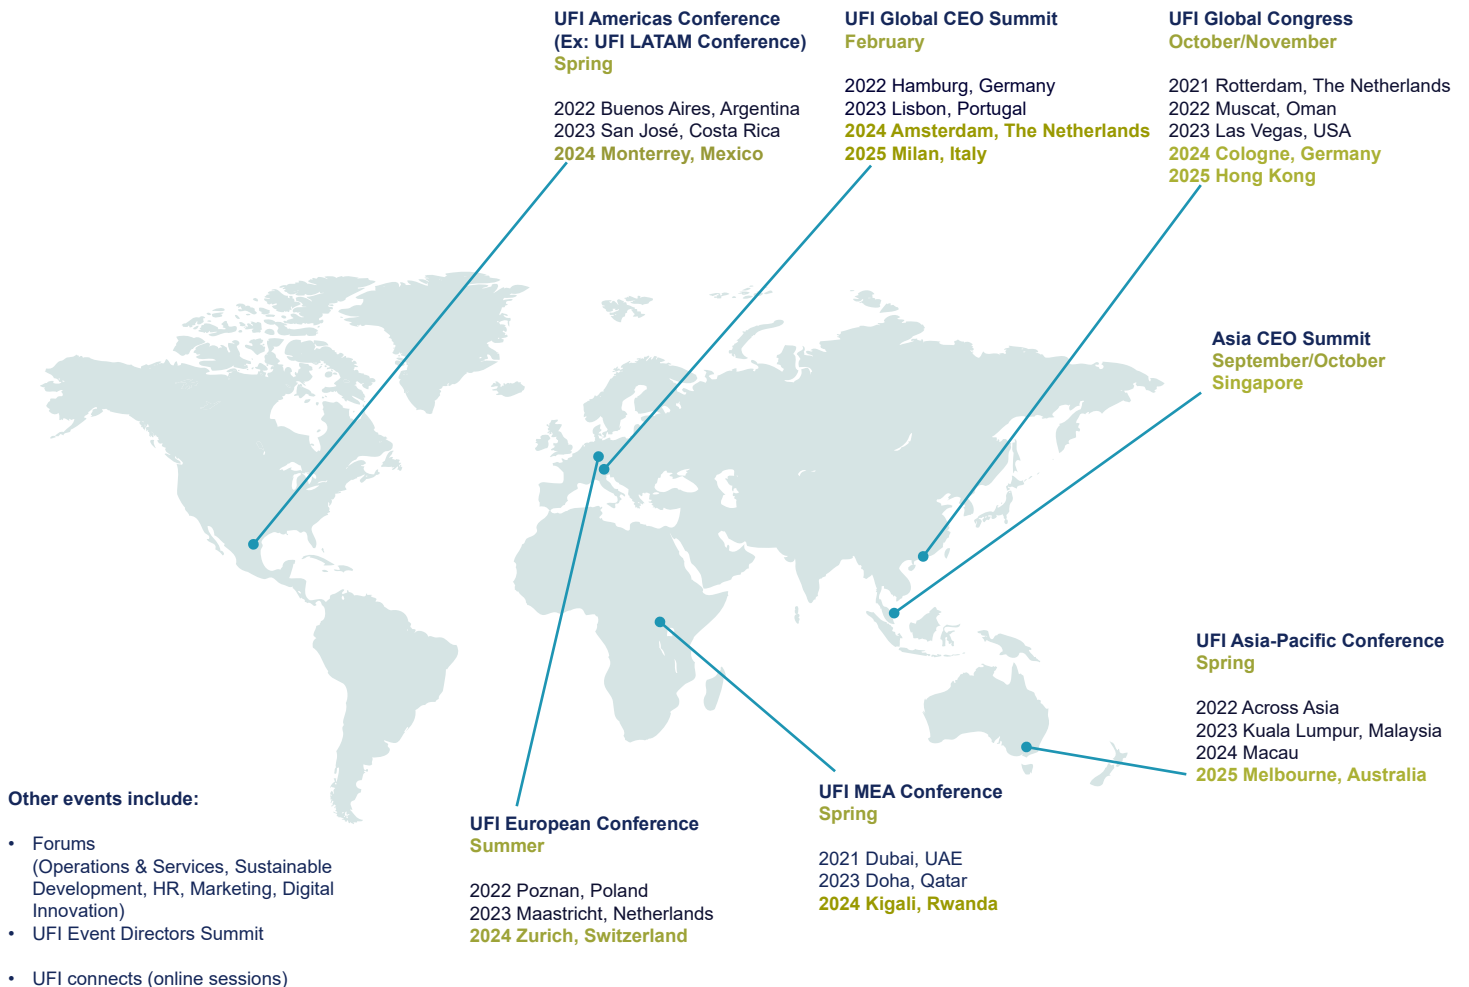 UFI Americas Conference
(Ex: UFI LATAM Conference)
Spring
2022 Buenos Aires, Argentina
2023 San José, Costa Rica
2024 Monterrey, Mexico
UFI Global CEO Summit
February
2022 Hamburg, Germany
2023 Lisbon, Portugal
2024 Amsterdam, The Netherlands
2025 Milan, Italy
UFI Global Congress
October/November
2021 Rotterdam, The Netherlands
2022 Muscat, Oman
2023 Las Vegas, USA
2024 Cologne, Germany
2025 Hong Kong
Asia CEO Summit
September/October
Singapore
UFI Asia-Pacific Conference
Spring
2022 Across Asia
2023 Kuala Lumpur, Malaysia
2024 Macau
2025 Melbourne, Australia
UFI MEA Conference
Spring
2021 Dubai, UAE
2023 Doha, Qatar
2024 Kigali, Rwanda
UFI European Conference
Summer
2022 Poznan, Poland
2023 Maastricht, Netherlands
2024 Zurich, Switzerland
Other events include:
• Forums
(Operations & Services, Sustainable
Development, HR, Marketing, Digital
Innovation)
• UFI Event Directors Summit
• UFI connects (online sessions)